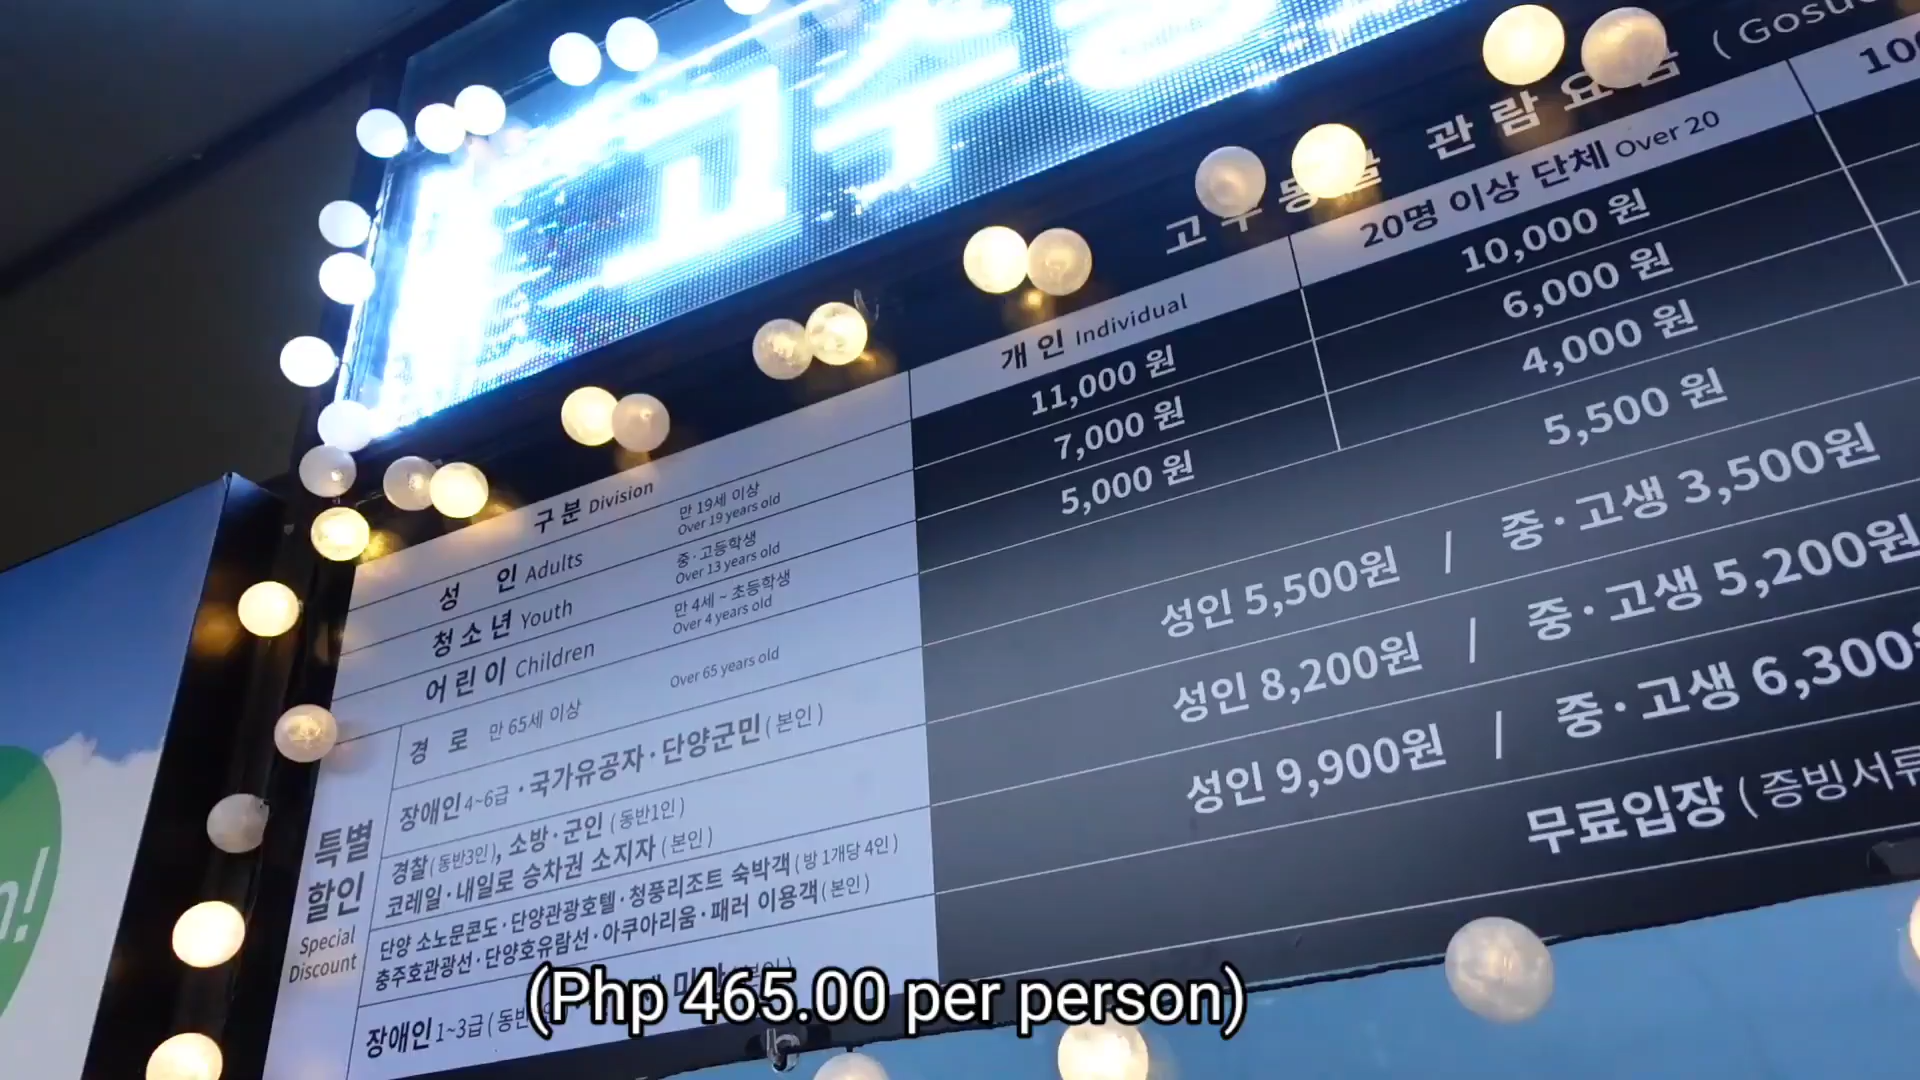 고수
고수동굴 관람요금 ( Gosu
구 분 Division
개 인 Individual
20명 이상 단체 Over 20
성 인 Adults
만 19세 이상
Over 19 years old
11,000 원
10,000 원
청 소 년 Youth
중·고등학생
Over 13 years old
7,000 원
6,000 원
어 린 이 Children
만 4세 ~ 초등학생
Over 4 years old
5,000 원
4,000 원
특별
할인
Special
Discount
경 로 만 65세 이상
Over 65 years old
5,500 원
장애인 4~6급 · 국가유공자 · 단양군민 ( 본인 )
성인 5,500원 / 중·고생 3,500원
경찰 ( 동반3인 ), 소방·군인 ( 동반1인 )
코레일·내일로 승차권 소지자 ( 본인 )
성인 8,200원 / 중·고생 5,200원
단양 소노문콘도·단양관광호텔·청풍리조트 숙박객 ( 방 1개당 4인 )
충주호관광선·단양호유람선·아쿠아리움·패러 이용객 ( 본인 )
성인 9,900원 / 중·고생 6,300
장애인 1~3급 ( 동반
무료입장 ( 증빙서류
(Php 465.00 per person)